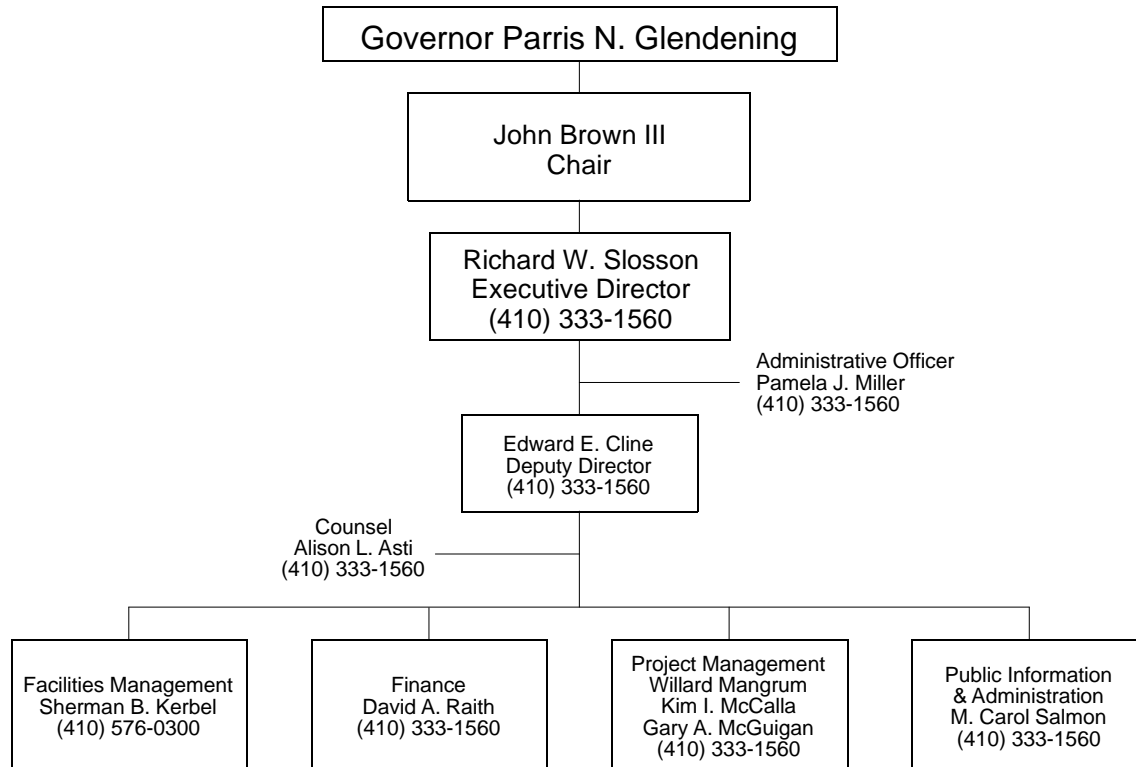 Governor Parris N. Glendening
John Brown III
Chair
Richard W. Slosson
Executive Director
(410) 333-1560
Administrative Officer
Pamela J. Miller
(410) 333-1560
Edward E. Cline
Deputy Director
(410) 333-1560
Counsel
Alison L. Asti
(410) 333-1560
Facilities Management
Sherman B. Kerbel
(410) 576-0300
Finance
David A. Raith
(410) 333-1560
Project Management
Willard Mangrum
Kim I. McCalla
Gary A. McGuigan
(410) 333-1560
Public Information
& Administration
M. Carol Salmon
(410) 333-1560